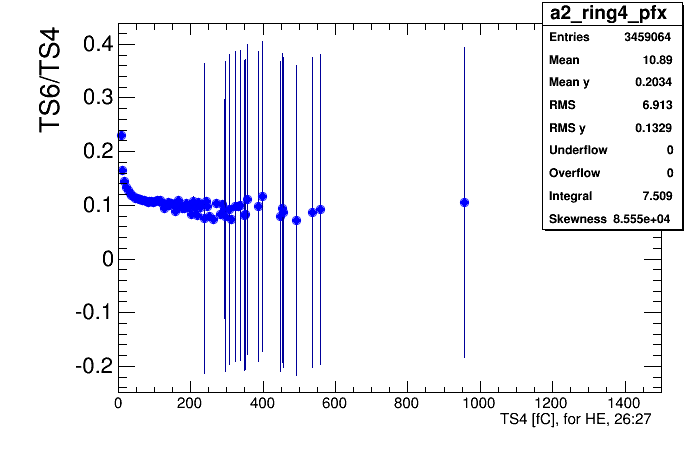 a2_ring4_pfx
Entries 3459064
Mean 10.89
Mean y 0.2034
RMS 6.913
RMS y 0.1329
Underflow 0
Overflow 0
Integral 7.509
Skewness 8.555e+04
TS6/TS4
0.4
0.3
0.2
0.1
0
-0.1
-0.2
0 200 400 600 800 1000 1200 1400
TS4 [fC], for HE, 26:27